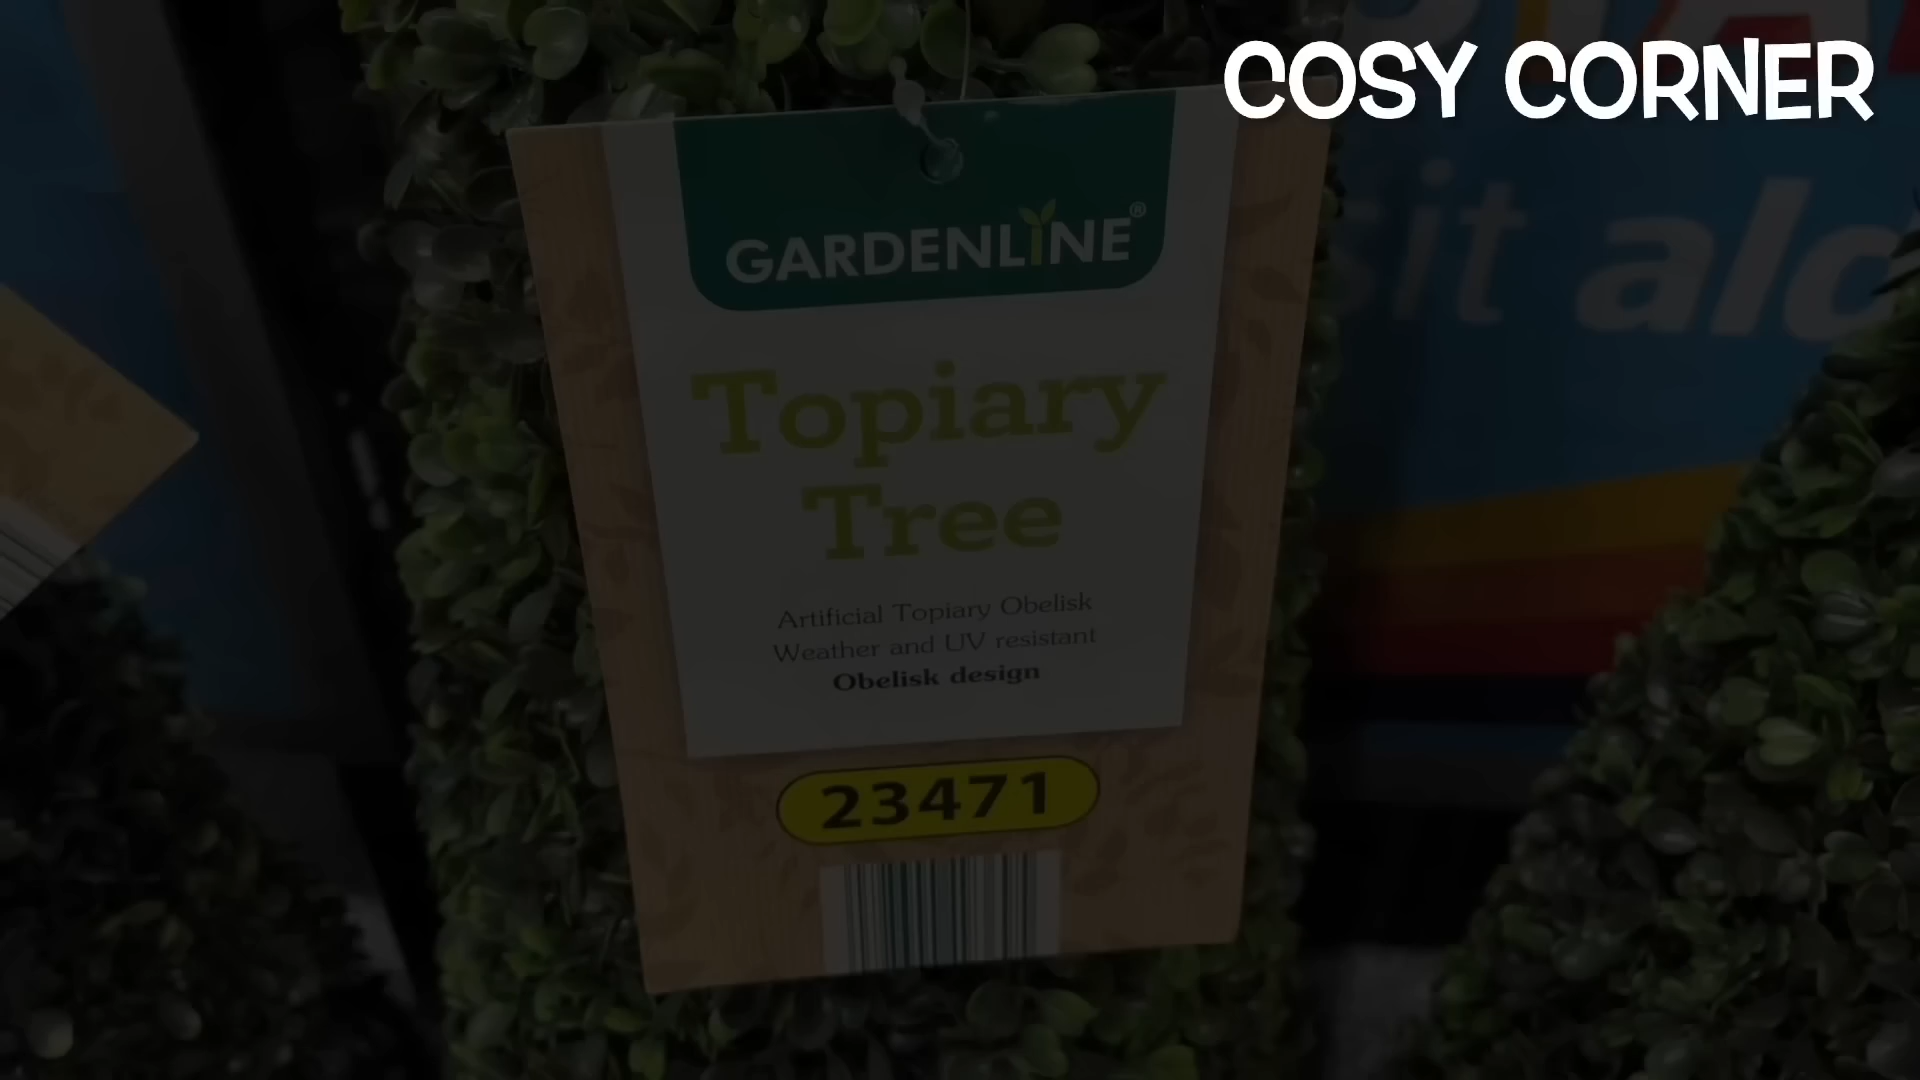 COSY CORNER
GARDENLINE®
Topiary
Tree
Artificial Topiary Obelisk
Weather and UV resistant
Obelisk design
23471